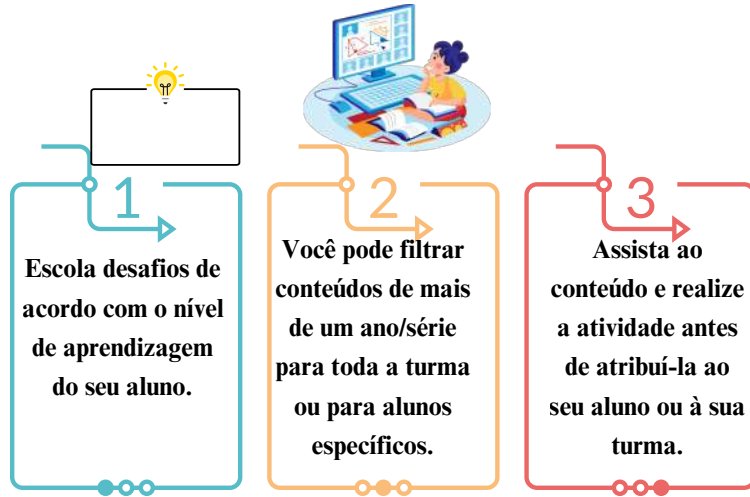 1
Escola desafios de
acordo com o nível
de aprendizagem
do seu aluno.
2
Você pode filtrar
conteúdos de mais
de um ano/série
para toda a turma
ou para alunos
específicos.
3
Assista ao
conteúdo e realize
a atividade antes
de atribuí-la ao
seu aluno ou à sua
turma.